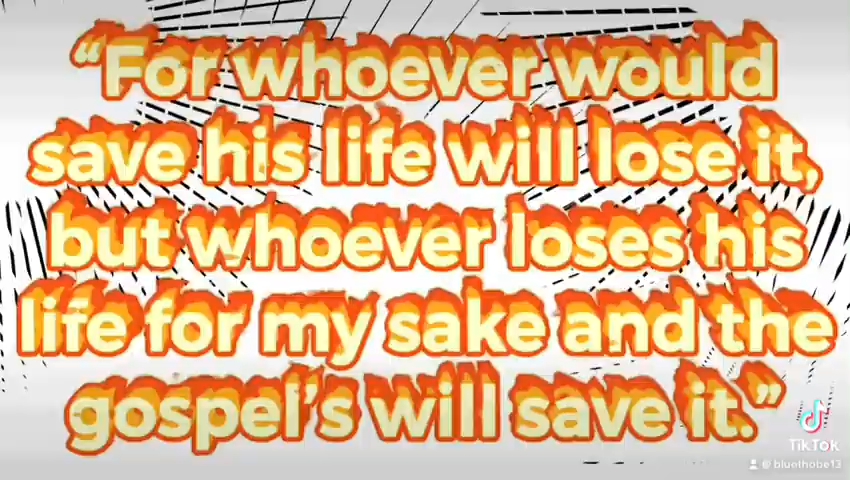 “For whoever would
save his life will lose it,
but whoever loses his
life for my sake and the
gospel’s will save it.”
TikTok
@bluethobe13